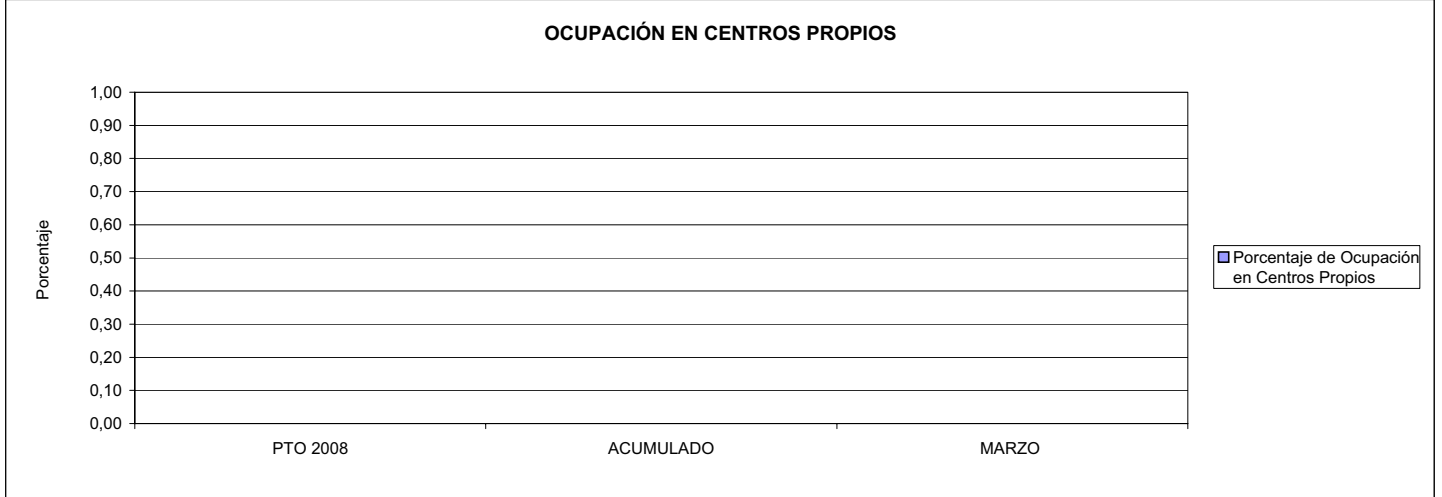 OCUPACIÓN EN CENTROS PROPIOS
1,00
0,90
0,80
0,70
0,60
0,50
0,40
0,30
0,20
0,10
0,00
Porcentaje
PTO 2008
ACUMULADO
MARZO
Porcentaje de Ocupación
en Centros Propios